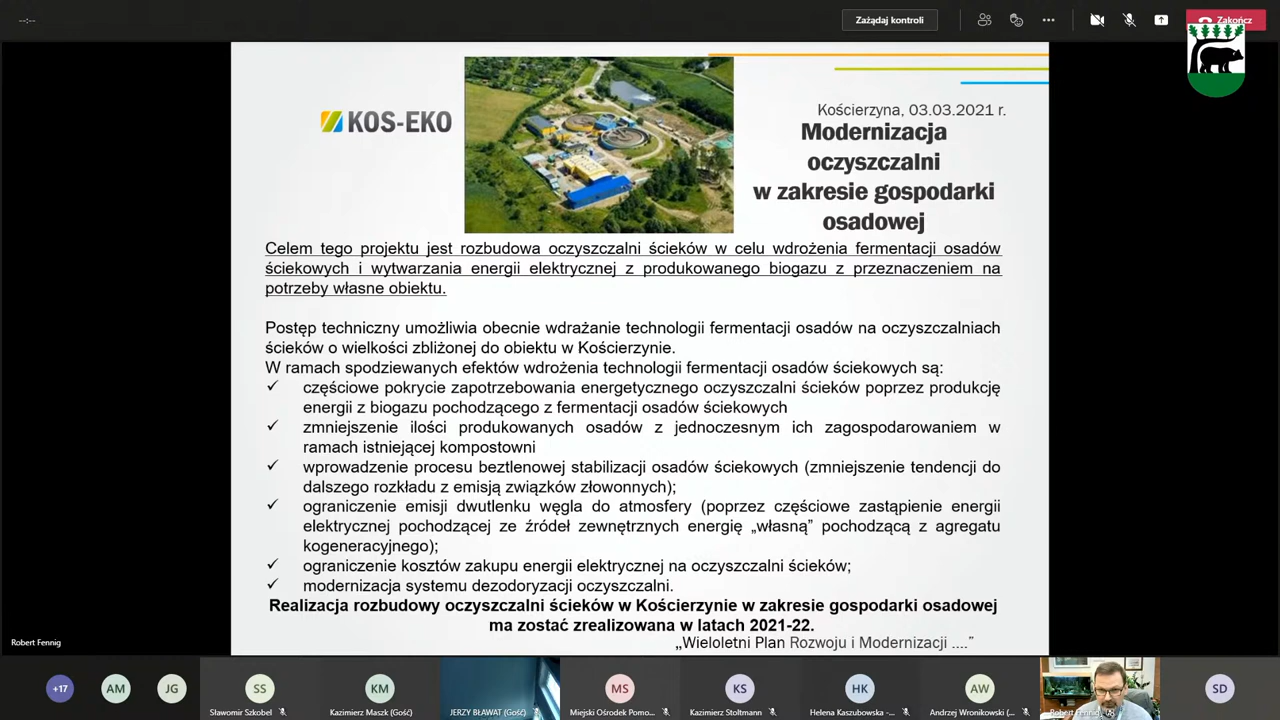 --:--
Zażądaj kontroli
Zakończ
KOS-EKO
Kościerzyna, 03.03.2021 r.
Modernizacja
oczyszczalni
w zakresie gospodarki
osadowej
Celem tego projektu jest rozbudowa oczyszczalni ścieków w celu wdrożenia fermentacji osadów
ściekowych i wytwarzania energii elektrycznej z produkowanego biogazu z przeznaczeniem na
potrzeby własne obiektu.
Postęp techniczny umożliwia obecnie wdrażanie technologii fermentacji osadów na oczyszczalniach
ścieków o wielkości zbliżonej do obiektu w Kościerzynie.
W ramach spodziewanych efektów wdrożenia technologii fermentacji osadów ściekowych są:
✓ częściowe pokrycie zapotrzebowania energetycznego oczyszczalni ścieków poprzez produkcję
energii z biogazu pochodzącego z fermentacji osadów ściekowych
✓ zmniejszenie ilości produkowanych osadów z jednoczesnym ich zagospodarowaniem w
ramach istniejącej kompostowni
✓ wprowadzenie procesu beztlenowej stabilizacji osadów ściekowych (zmniejszenie tendencji do
dalszego rozkładu z emisją związków złowonnych);
✓ ograniczenie emisji dwutlenku węgla do atmosfery (poprzez częściowe zastąpienie energii
elektrycznej pochodzącej ze źródeł zewnętrznych energię „własną” pochodzącą z agregatu
kogeneracyjnego);
✓ ograniczenie kosztów zakupu energii elektrycznej na oczyszczalni ścieków;
✓ modernizacja systemu dezodoryzacji oczyszczalni.
Realizacja rozbudowy oczyszczalni ścieków w Kościerzynie w zakresie gospodarki osadowej
ma zostać zrealizowana w latach 2021-22.
„Wieloletni Plan Rozwoju i Modernizacji ....”
Robert Fennig
+17
AM
JG
SS
Sławomir Szkobel
KM
Kazimierz Maszk (Gość)
JERZY BŁAWAT (Gość)
MS
Miejski Ośrodek Pomo...
KS
Kazimierz Stoltmann
HK
Helena Kaszubowska -...
AW
Andrzej Wronikowski (...
Robert Fennig
SD